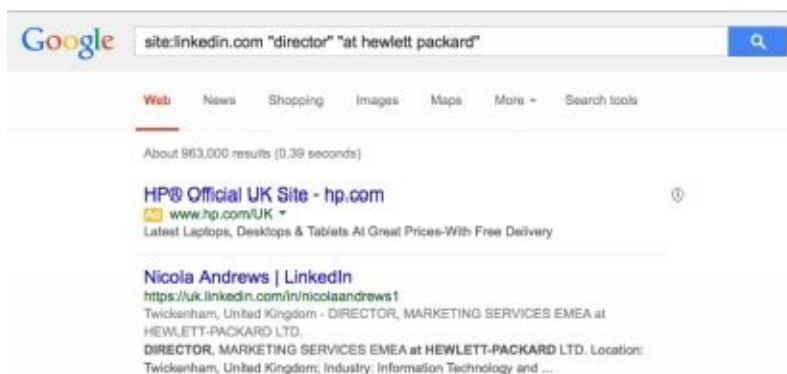 Google site:linkedin.com "director" "at hewlett packard"
Web News Shopping Images Maps More Search tools
About 963,000 results (0.39 seconds)
HP® Official UK Site - hp.com
Ad www.hp.com/UK
Latest Laptops, Desktops & Tablets At Great Prices-With Free Delivery
Nicola Andrews | LinkedIn
https://uk.linkedin.com/in/nicolaandrews1
Twickenham, United Kingdom - DIRECTOR, MARKETING SERVICES EMEA at
HEWLETT-PACKARD LTD.
DIRECTOR, MARKETING SERVICES EMEA at HEWLETT-PACKARD LTD. Location:
Twickenham, United Kingdom; Industry: Information Technology and ...